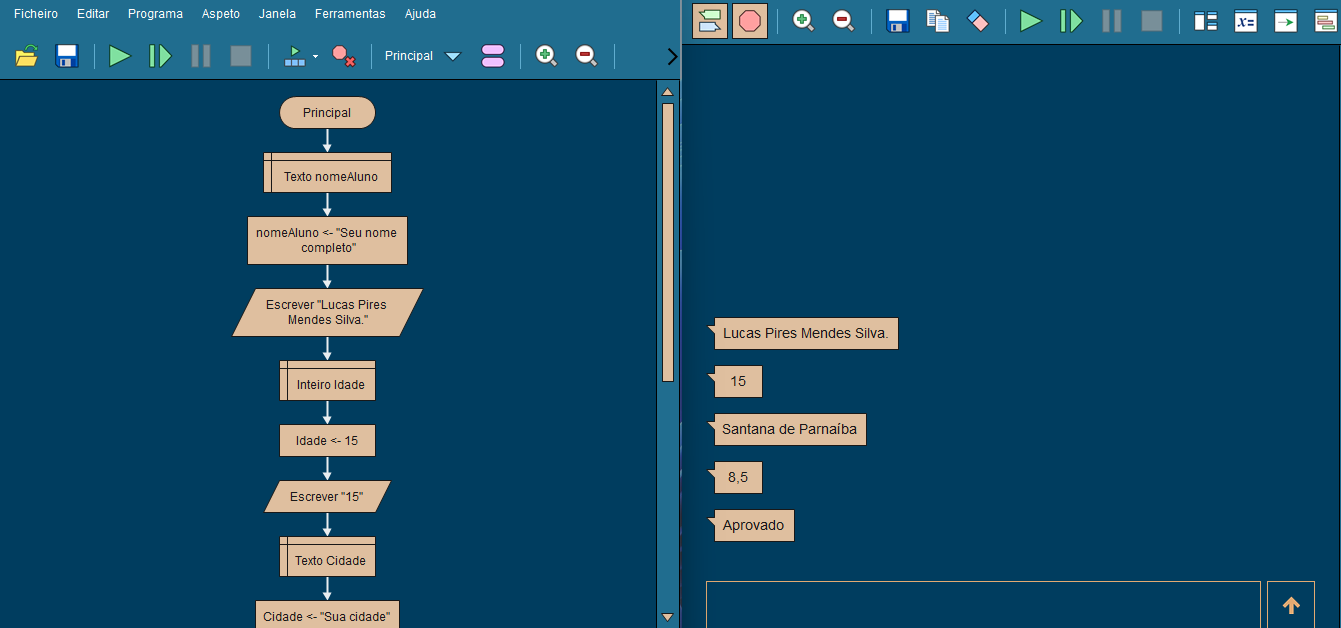 Ficheiro Editar Programa Aspeto Janela Ferramentas Ajuda
Principal
Principal
Texto nomeAluno
nomeAluno <- "Seu nome
completo"
Escrever "Lucas Pires
Mendes Silva."
Inteiro Idade
Idade <- 15
Escrever "15"
Texto Cidade
Cidade <- "Sua cidade"
x=
Lucas Pires Mendes Silva.
15
Santana de Parnaíba
8,5
Aprovado